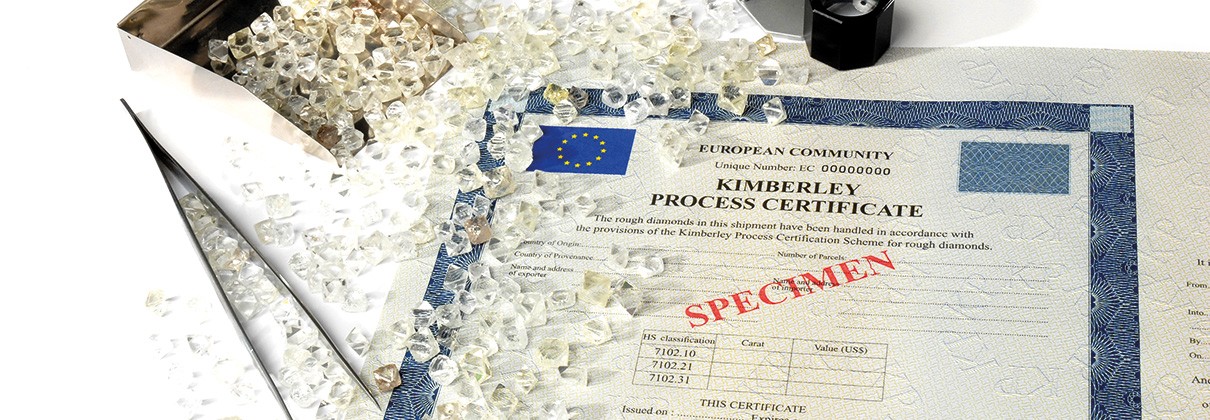 EUROPEAN COMMUNITY
Unique Number: EC 00000000
KIMBERLEY
PROCESS CERTIFICATE
The rough diamonds in this shipment have been handled in accordance with
the provisions of the Kimberley Process Certification Scheme for rough diamonds.
Country of Origin:
Number of Parcels:
Country of Provenance:
Name and address
of exporter
Name and address
of importer
SPECIMEN
HS classification Carat Value (US$)
7102.10
7102.21
7102.31
THIS CERTIFICATE
Issued on :
Expires
It i
From
Into
By
On